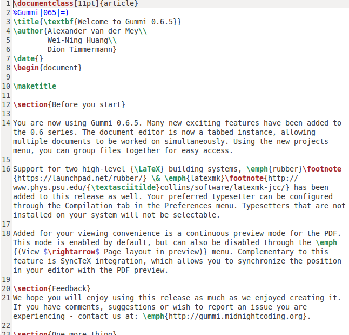 1 \documentclass[11pt]{article}
2 %Gummi|065|=)
3 \title{\textbf{Welcome to Gummi 0.6.5}}
4 \author{Alexander van der Mey\\
5 Wei-Ning Huang\\
6 Dion Timmermann}
7 \date{}
8 \begin{document}
9
10 \maketitle
11
12 \section{Before you start}
13
14 You are now using Gummi 0.6.5. Many new exciting features have been added to
the 0.6 series. The document editor is now a tabbed instance, allowing
multiple documents to be worked on simultaneously. Using the new projects
menu, you can group files together for easy access.
15
16 Support for two high level {\LaTeX} building systems, \emph{rubber}\footnote
{https://launchpad.net/rubber/} \& \emph{latexmk}\footnote{http://
www.phys.psu.edu/{\textasciitilde}collins/software/latexmk-jcc/} has been
added to this release as well. Your preferred typesetter can be configured
through the Compilation tab in the Preferences menu. Typesetters that are not
installed on your system will not be selectable.
17
18 Added for your viewing convenience is a continuous preview mode for the PDF.
This mode is enabled by default, but can also be disabled through the \emph
{(View $\rightarrow$ Page layout in preview)} menu. Complementary to this
feature is SyncTeX integration, which allows you to synchronize the position
in your editor with the PDF preview.
19
20 \section{Feedback}
21 We hope you will enjoy using this release as much as we enjoyed creating it.
If you have comments, suggestions or wish to report an issue you are
experiencing - contact us at: \emph{http://gummi.midnightcoding.org}.
22
23 \section{One more thing}